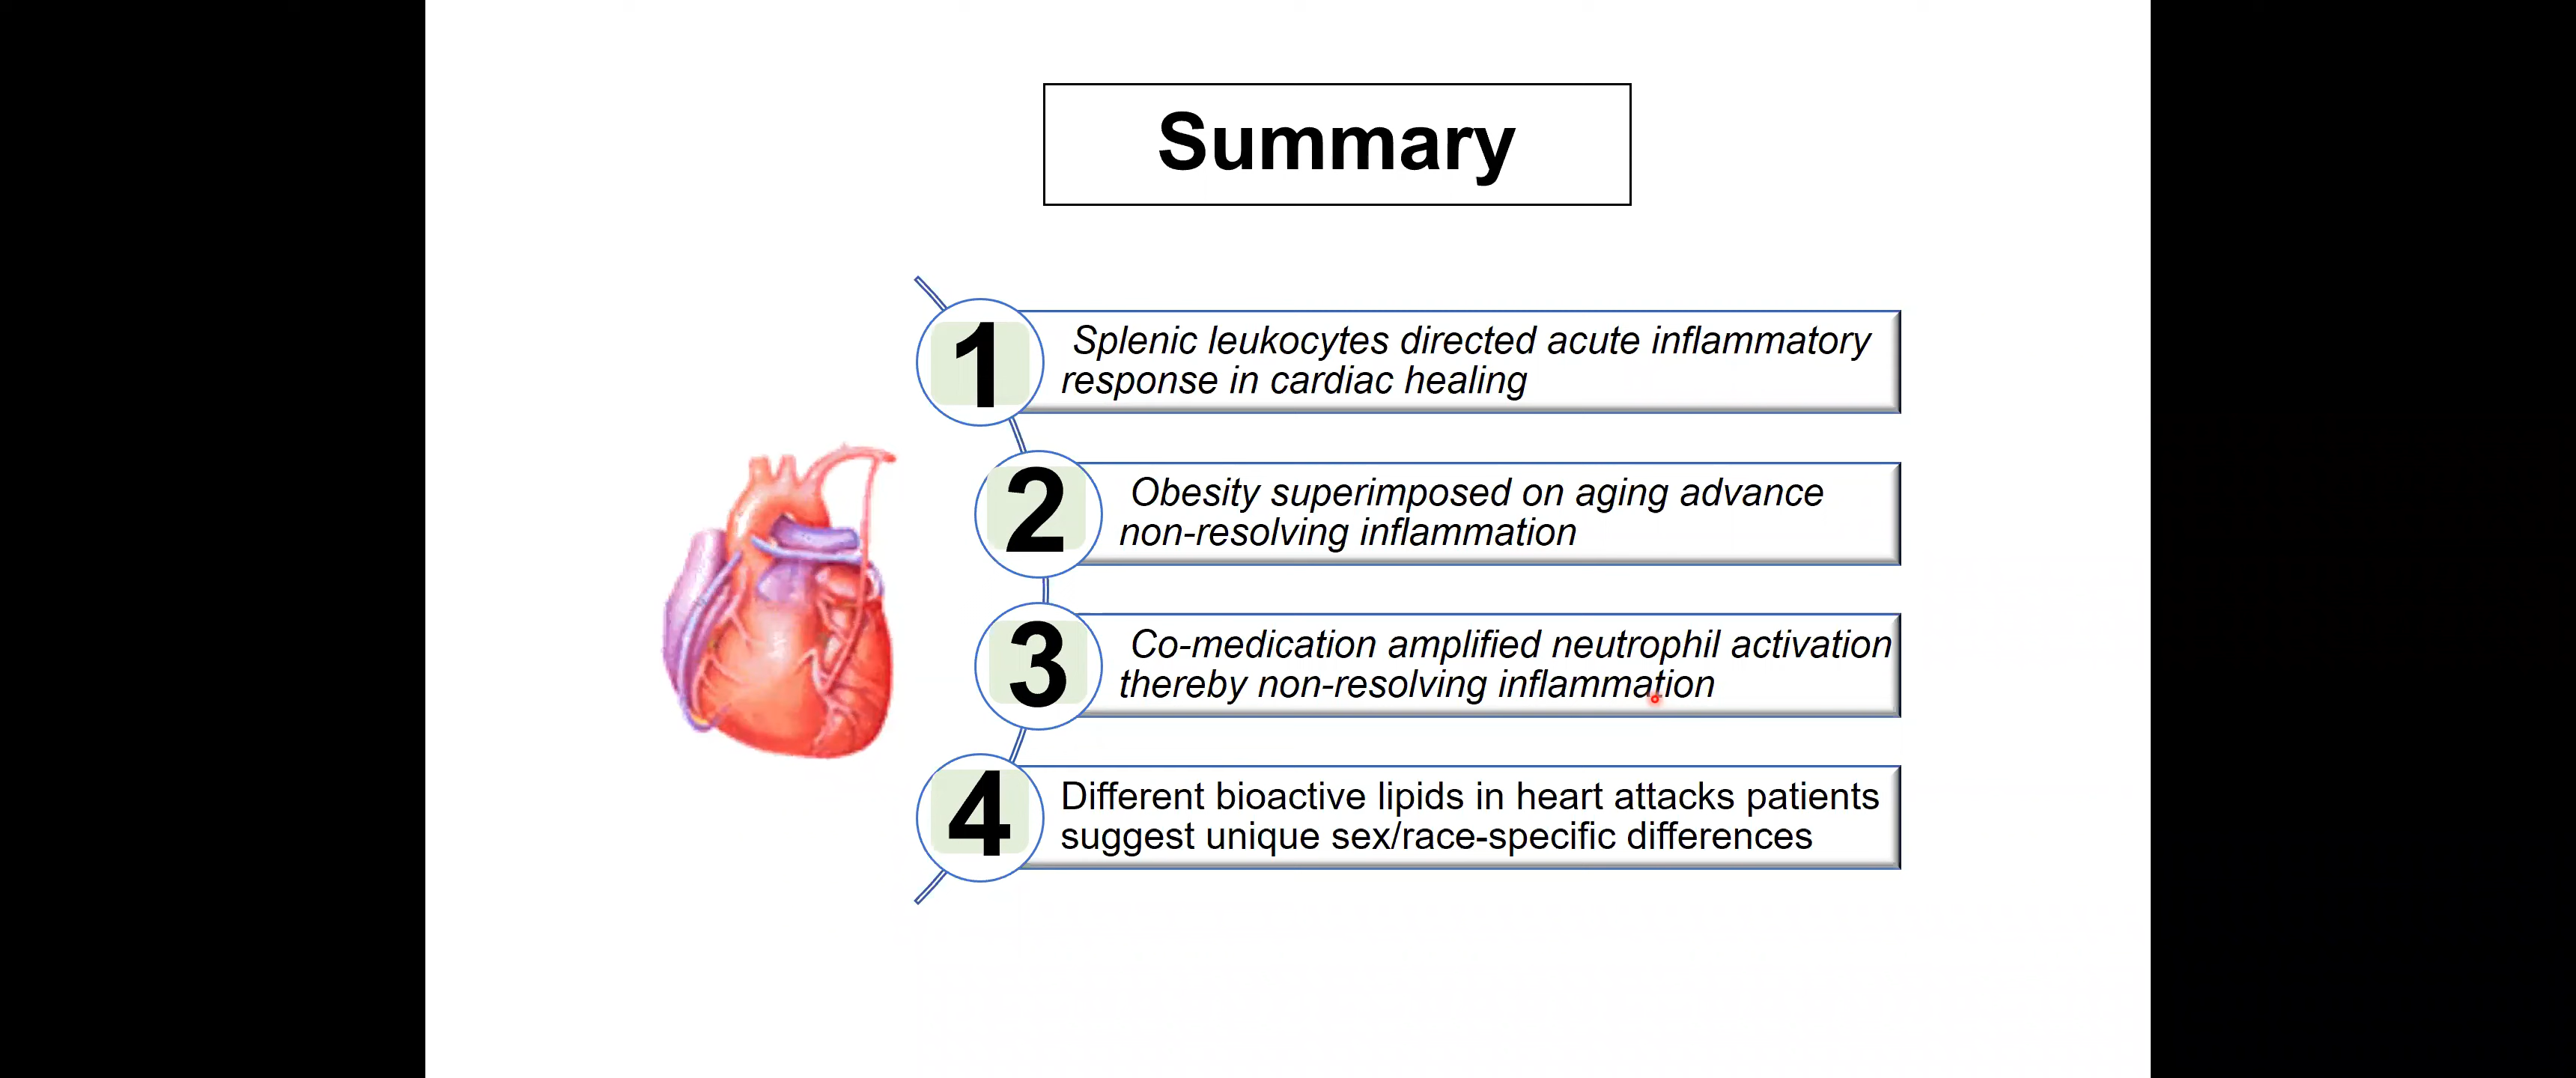 Summary
1
Splenic leukocytes directed acute inflammatory
response in cardiac healing
2
Obesity superimposed on aging advance
non-resolving inflammation
3
Co-medication amplified neutrophil activation
thereby non-resolving inflammation
4
Different bioactive lipids in heart attacks patients
suggest unique sex/race-specific differences